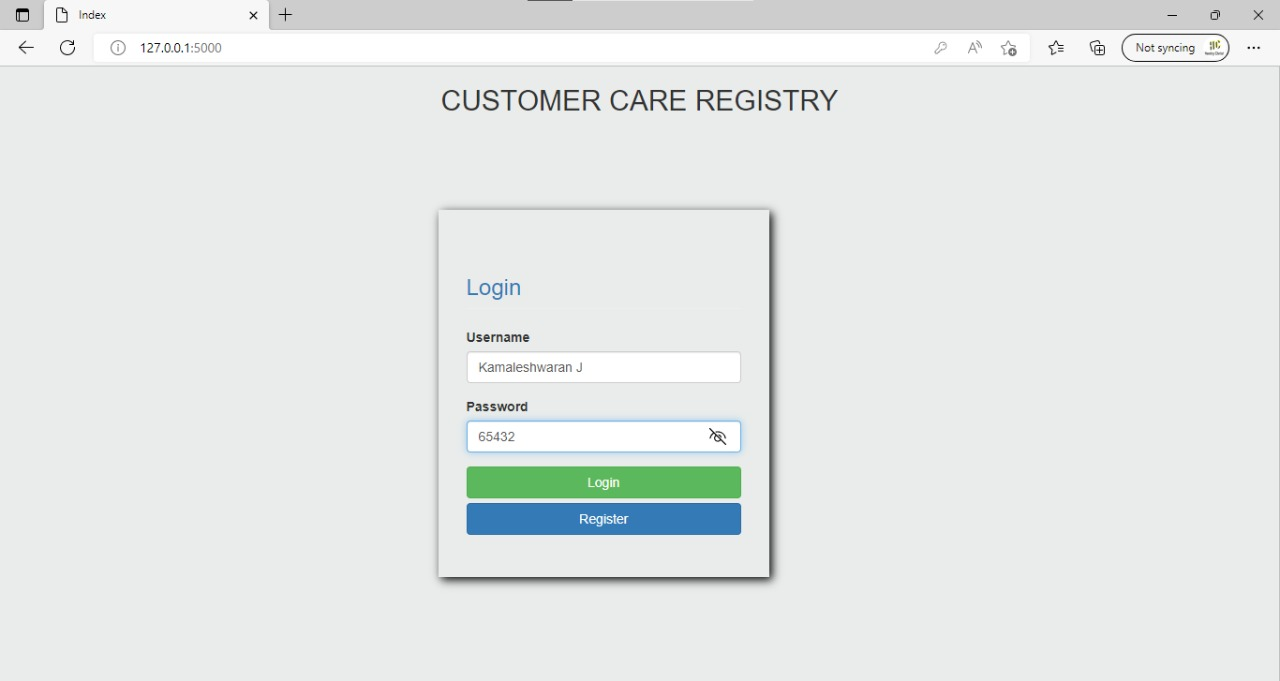 Index
127.0.0.1:5000
Not syncing
CUSTOMER CARE REGISTRY
Login
Username
Kamaleshwaran J
Password
65432
Login
Register